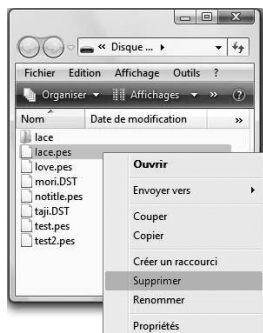 « Disque ...
Fichier Edition Affichage Outils ?
Organiser Affichages » ?
Nom Date de modification »
lace
lace.pes
love.pes
mori.DST
notitle.pes
taji.DST
test.pes
test2.pes
Ouvrir
Envoyer vers
Couper
Copier
Créer un raccourci
Supprimer
Renommer
Propriétés